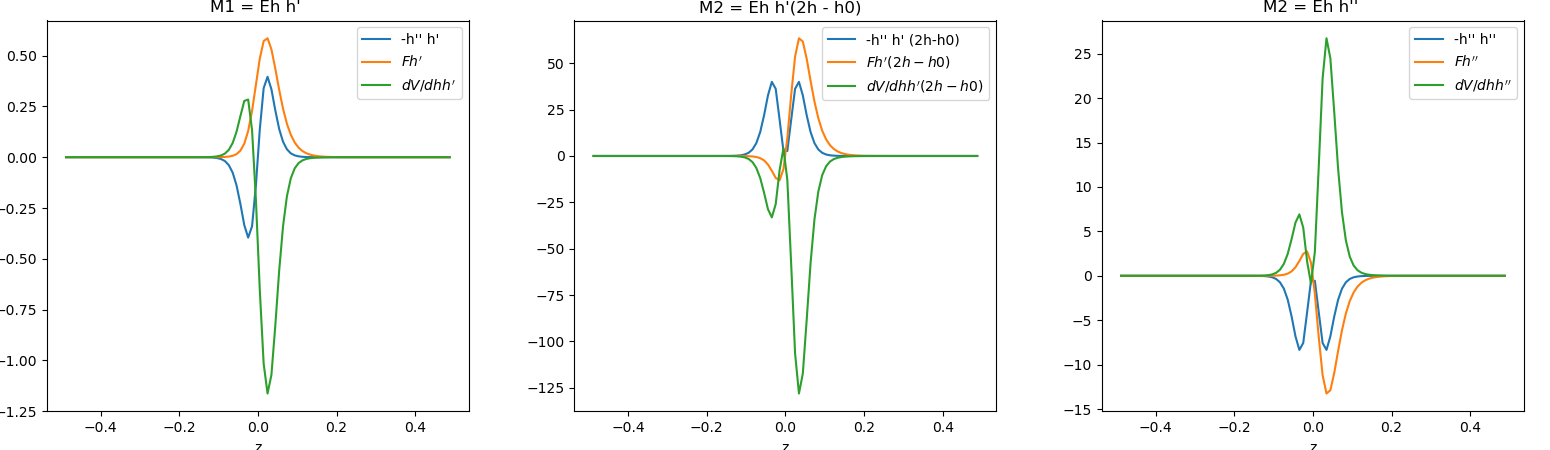 M1 = Eh h'
-h'' h'
Fh′
dV/dhh′
0.50
0.25
0.00
−0.25
−0.50
−0.75
−1.00
−1.25
−0.4
−0.2
0.0
0.2
0.4
z
M2 = Eh h'(2h - h0)
-h'' h' (2h-h0)
Fh′(2h − h0)
dV/dhh′(2h − h0)
50
25
0
−25
−50
−75
−100
−125
−0.4
−0.2
0.0
0.2
0.4
z
M2 = Eh h''
-h'' h''
Fh″
dV/dhh″
25
20
15
10
5
0
−5
−10
−15
−0.4
−0.2
0.0
0.2
0.4
z